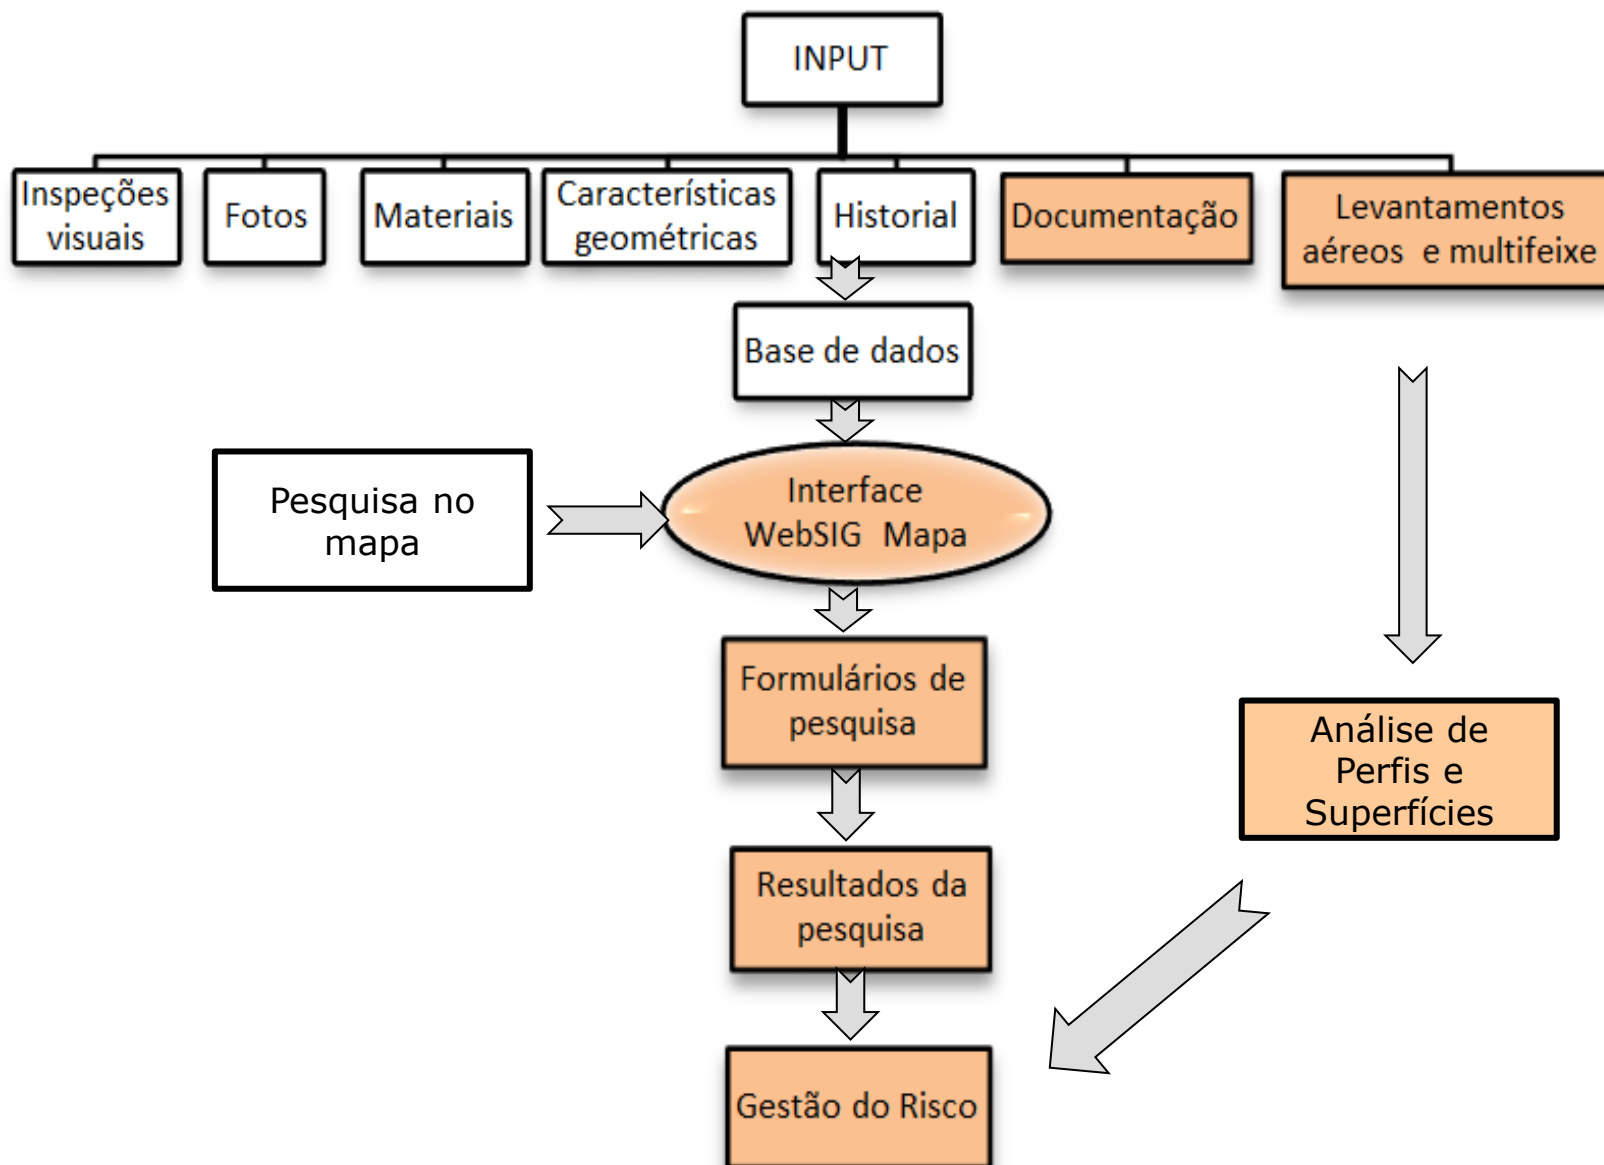 INPUT
Inspeções
visuais
Fotos
Materiais
Característícas
geométricas
Historial
Documentação
Levantamentos
aéreos e multifeixe
Base de dados
Pesquisa no
mapa
Interface
WebSIG Mapa
Formulários de
pesquisa
Análise de
Perfis e
Superfícies
Resultados da
pesquisa
Gestão do Risco